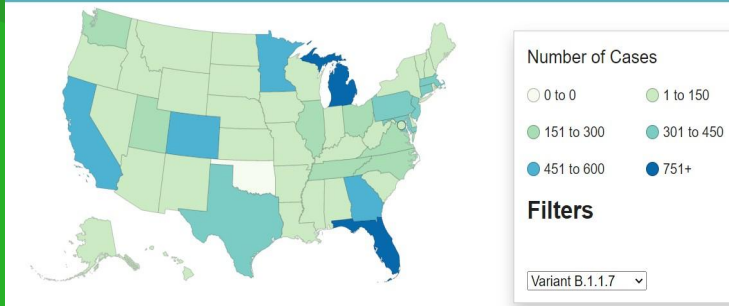 Number of Cases
0 to 0
1 to 150
151 to 300
301 to 450
451 to 600
751+
Filters
Variant B.1.1.7